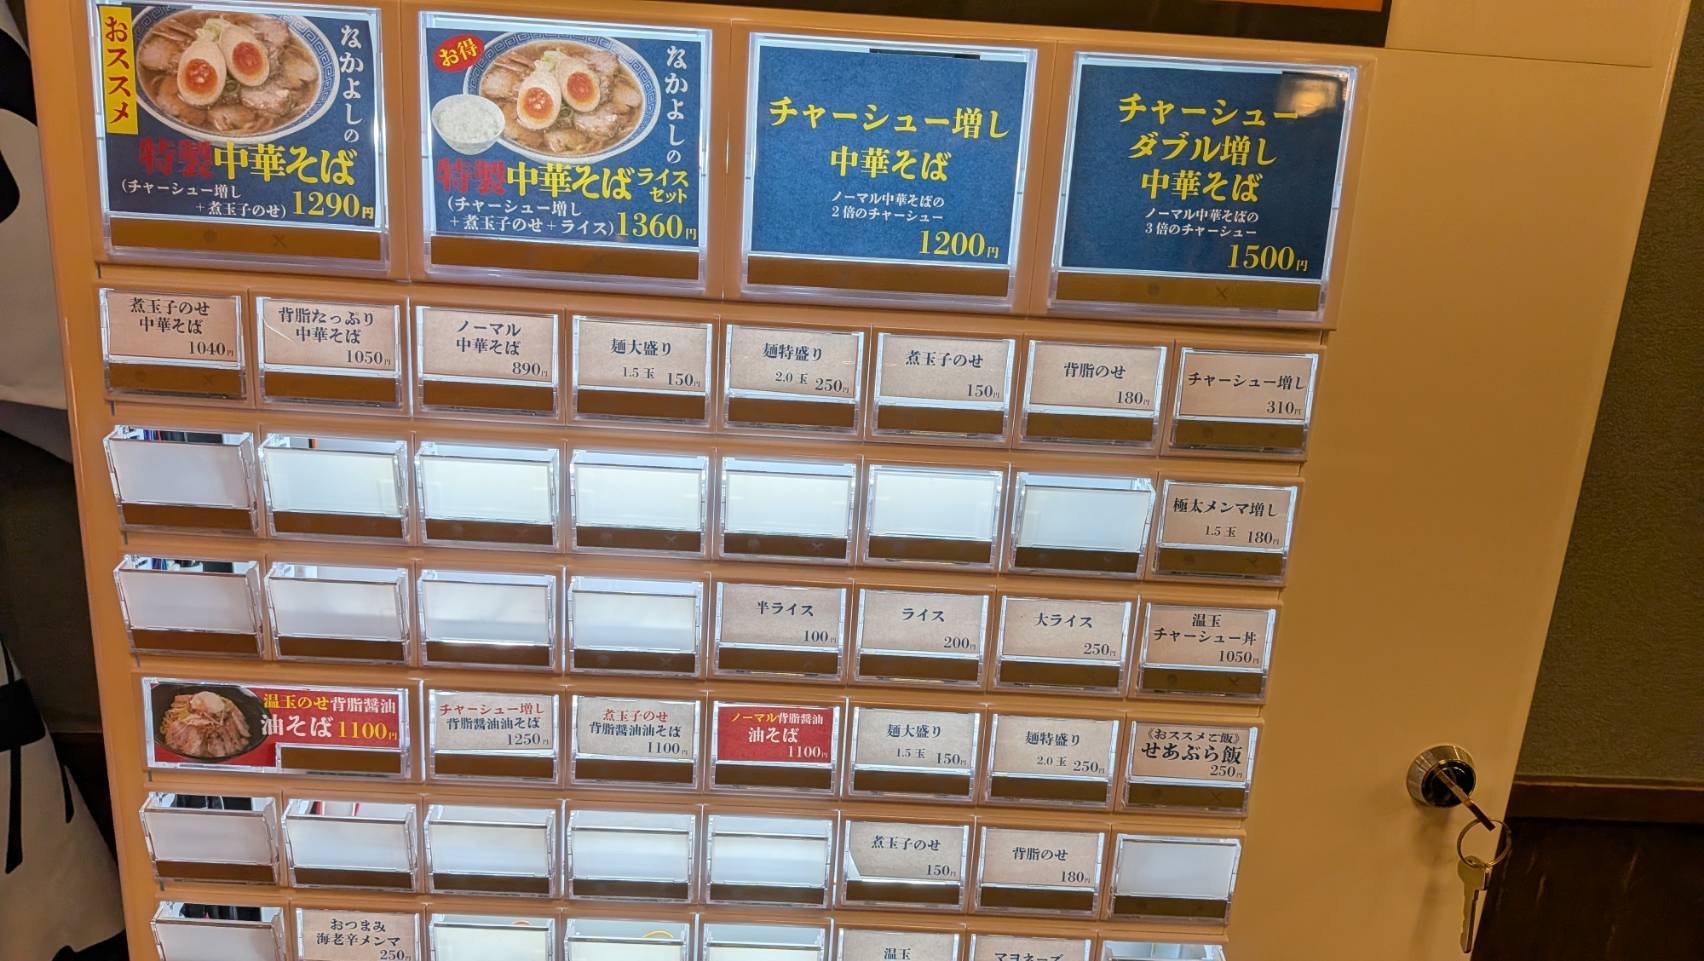 おススメ
なかよしの
特製中華そば
(チャーシュー増し
+煮玉子のせ) 1290円
お得
なかよしの
特製中華そばライスセット
(チャーシュー増し
+煮玉子のせ+ライス) 1360円
チャーシュー増し
中華そば
ノーマル中華そばの
2倍のチャーシュー
1200円
チャーシュー
ダブル増し
中華そば
ノーマル中華そばの
3倍のチャーシュー
1500円
煮玉子のせ
中華そば
1040円
背脂たっぷり
中華そば
1050円
ノーマル
中華そば
890円
麺大盛り
1.5玉 150円
麺特盛り
2.0玉 250円
煮玉子のせ
150円
背脂のせ
180円
チャーシュー増し
310円
極太メンマ増し
1.5玉 180円
半ライス
100円
ライス
200円
大ライス
250円
温玉
チャーシュー丼
1050円
温玉のせ背脂醤油
油そば 1100円
チャーシュー増し
背脂醤油油そば
1250円
煮玉子のせ
背脂醤油油そば
1100円
ノーマル背脂醤油
油そば
1100円
麺大盛り
1.5玉 150円
麺特盛り
2.0玉 250円
《おススメご飯》
せあぶら飯
250円
煮玉子のせ
150円
背脂のせ
180円
おつまみ
海老辛メンマ
250円
温玉
マヨネーズ